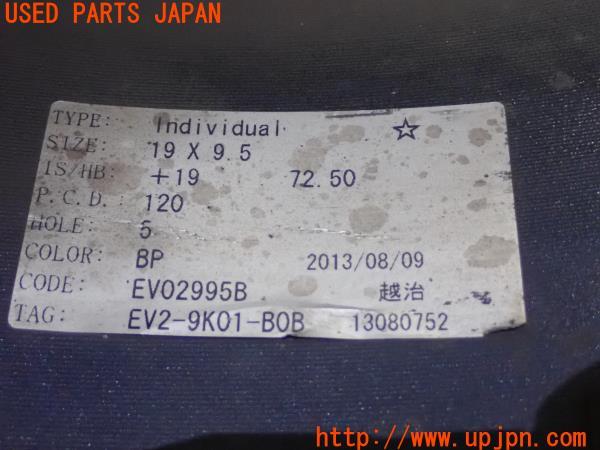 USED PARTS JAPAN
TYPE: Individual ☆
SIZE: 19 X 9.5
IS/HB: +19 72.50
P.C.D. 120
HOLE: 5
COLOR: BP 2013/08/09
CODE: EV02995B 越治
TAG: EV2-9K01-B0B 13080752
http://www.upjpn.com